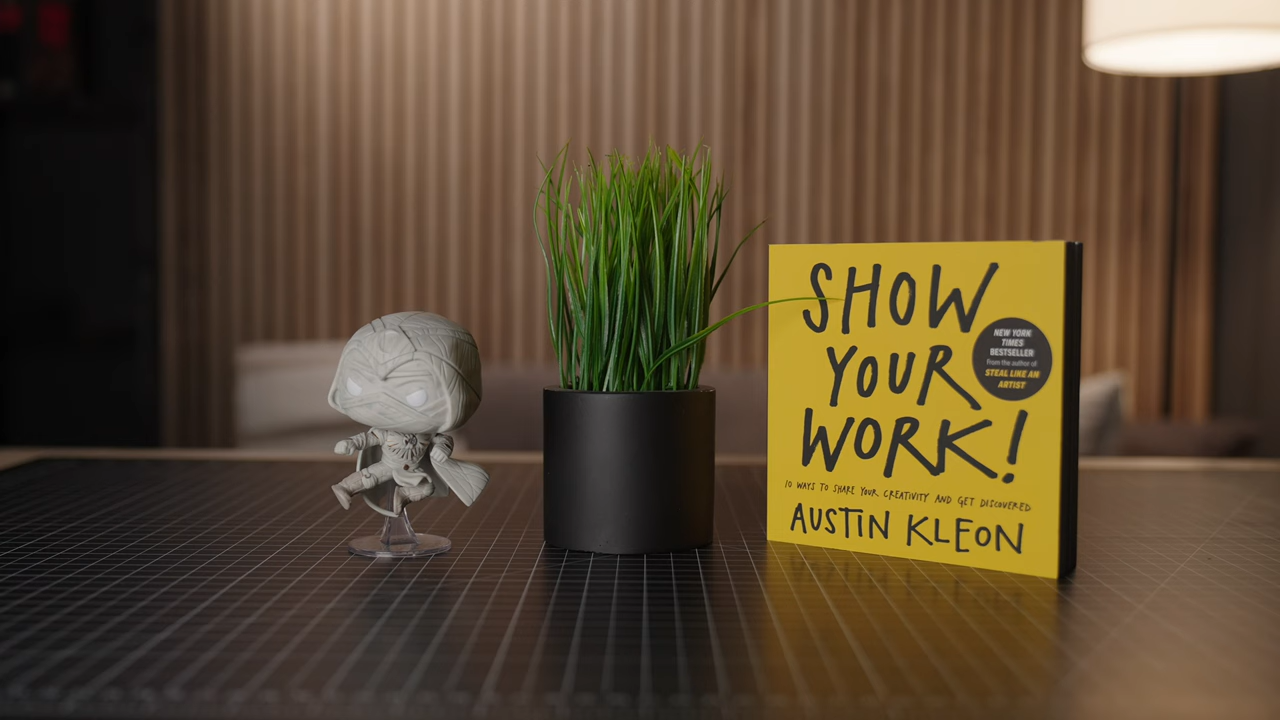 SHOW
YOUR
WORK!
NEW YORK
TIMES
BESTSELLER
From the author of
STEAL LIKE AN
ARTIST
10 WAYS TO SHARE YOUR CREATIVITY AND GET DISCOVERED
AUSTIN KLEON